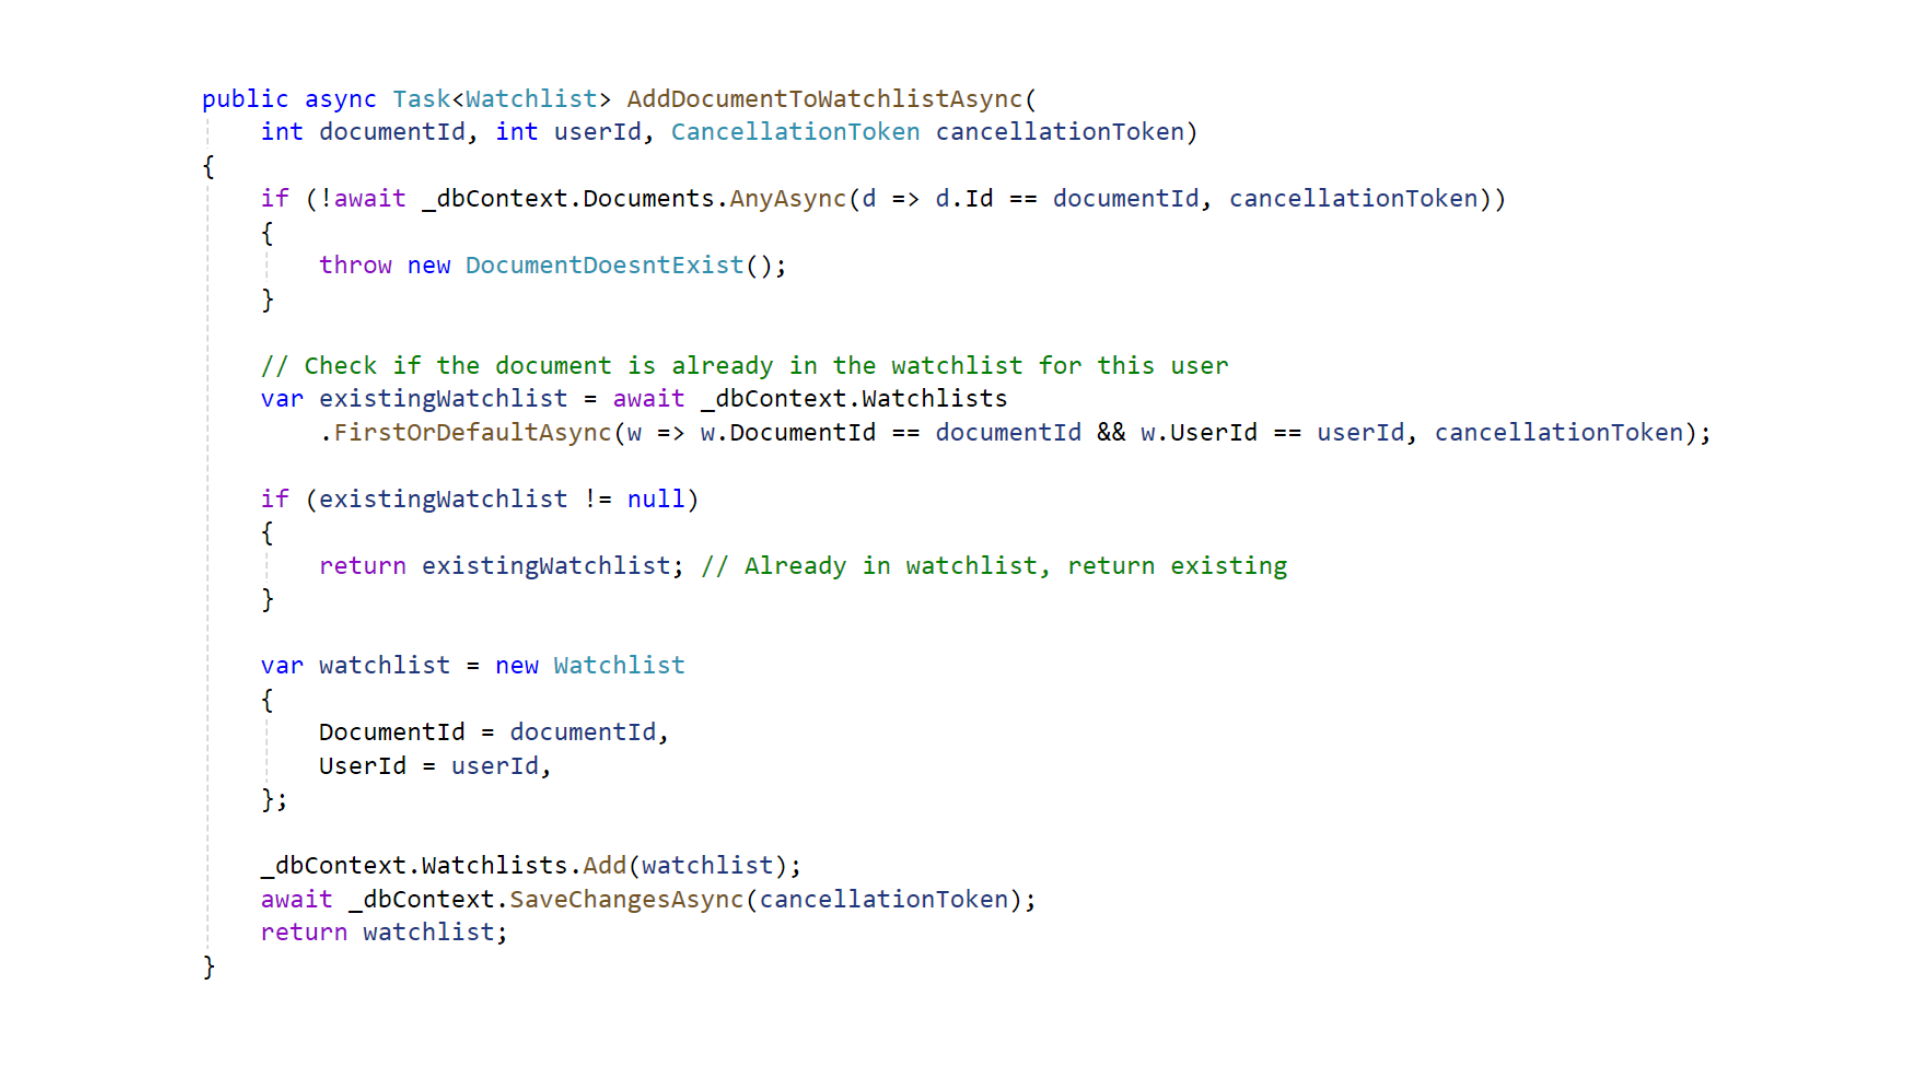 public async Task<Watchlist> AddDocumentToWatchlistAsync(
    int documentId, int userId, CancellationToken cancellationToken)
{
    if (!await _dbContext.Documents.AnyAsync(d => d.Id == documentId, cancellationToken))
    {
        throw new DocumentDoesntExist();
    }

    // Check if the document is already in the watchlist for this user
    var existingWatchlist = await _dbContext.Watchlists
        .FirstOrDefaultAsync(w => w.DocumentId == documentId && w.UserId == userId, cancellationToken);

    if (existingWatchlist != null)
    {
        return existingWatchlist; // Already in watchlist, return existing
    }

    var watchlist = new Watchlist
    {
        DocumentId = documentId,
        UserId = userId,
    };

    _dbContext.Watchlists.Add(watchlist);
    await _dbContext.SaveChangesAsync(cancellationToken);
    return watchlist;
}